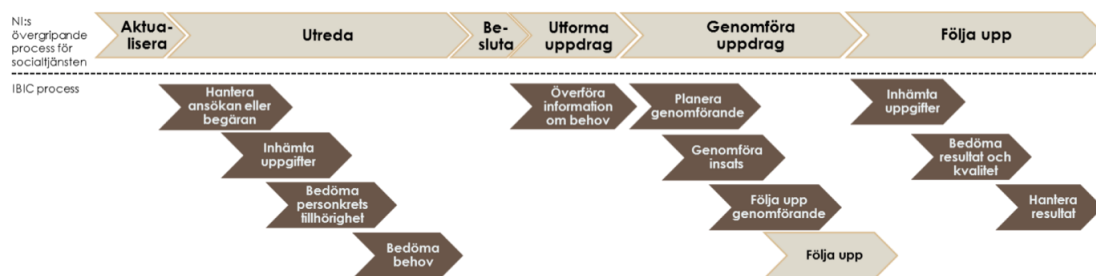 NI:s
övergripande
process för
socialtjänsten
Aktua-
lisera
Utreda
Be-
sluta
Utforma
uppdrag
Genomföra
uppdrag
Följa upp
IBIC process
Hantera
ansökan eller
begäran
Inhämta
uppgifter
Bedöma
personkrets
tillhörighet
Bedöma
behov
Överföra
information
om behov
Planera
genomförande
Genomföra
insats
Följa upp
genomförande
Följa upp
Inhämta
uppgifter
Bedöma
resultat och
kvalitet
Hantera
resultat